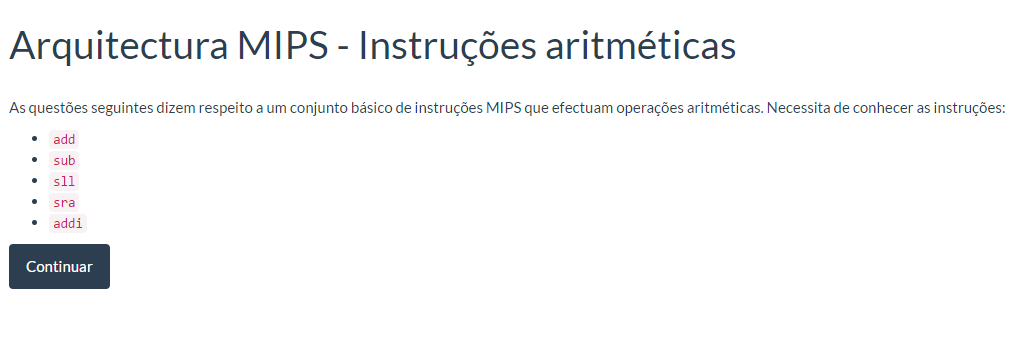 Arquitectura MIPS - Instruções aritméticas
As questões seguintes dizem respeito a um conjunto básico de instruções MIPS que efectuam operações aritméticas. Necessita de conhecer as instruções:
• add
• sub
• sll
• sra
• addi
Continuar